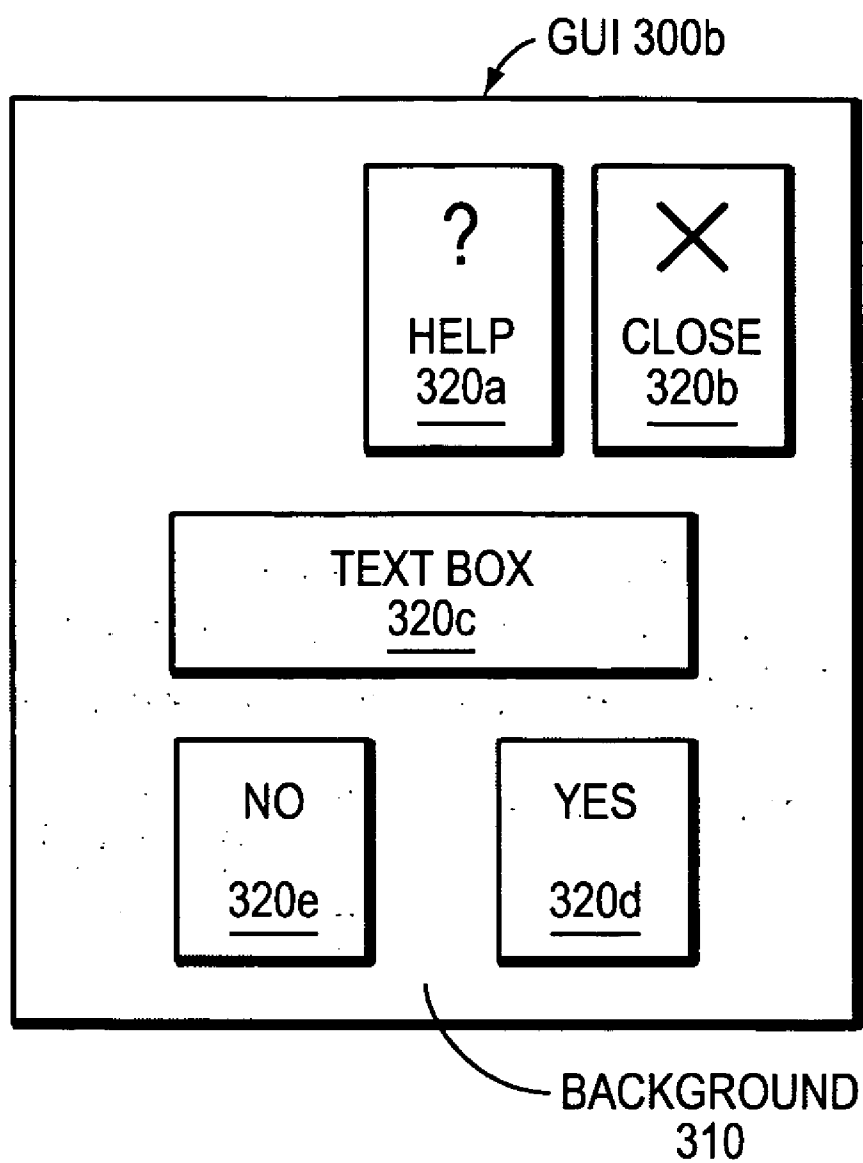 GUI 300b
?
HELP
320a
CLOSE
320b
TEXT BOX
320c
NO
320e
YES
320d
BACKGROUND
310